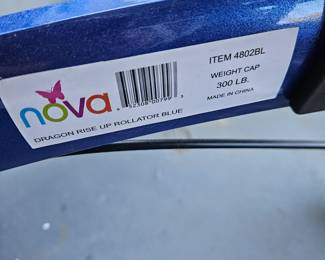 nova
DRAGON RISE UP ROLLATOR BLUE
ITEM 4802BL
WEIGHT CAP
300 LB.
MADE IN CHINA